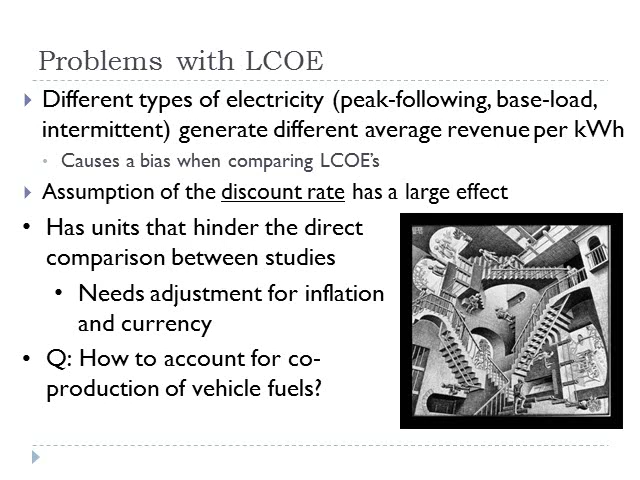 Problems with LCOE
Different types of electricity (peak-following, base-load,
intermittent) generate different average revenue per kWh
Causes a bias when comparing LCOE's
Assumption of the discount rate has a large effect
Has units that hinder the direct
comparison between studies
Needs adjustment for inflation
and currency
Q: How to account for co-
production of vehicle fuels?